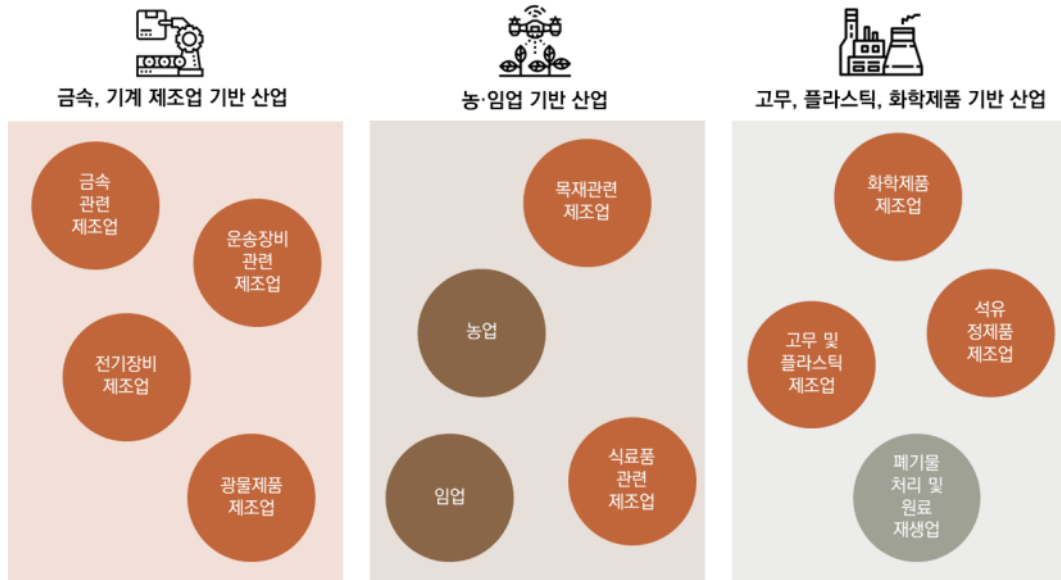 금속, 기계 제조업 기반 산업
금속
관련
제조업
운송장비
관련
제조업
전기장비
제조업
광물제품
제조업
농·임업 기반 산업
목재관련
제조업
농업
임업
식료품
관련
제조업
고무, 플라스틱, 화학제품 기반 산업
화학제품
제조업
석유
정제품
제조업
고무 및
플라스틱
제조업
폐기물
처리 및
원료
재생업